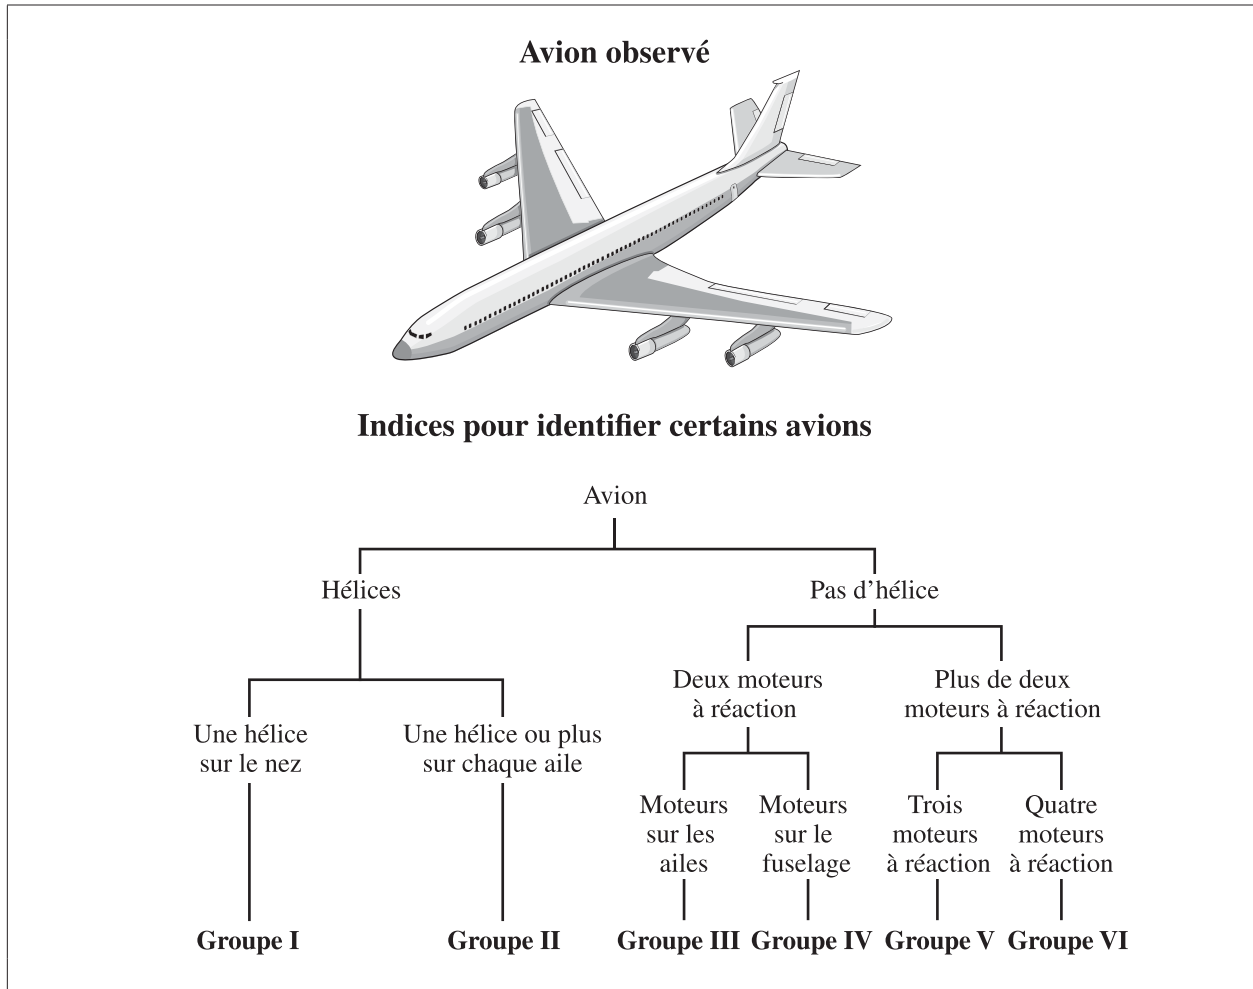 Avion observé
Indices pour identifier certains avions
Avion
Hélices
Pas d'hélice
Deux moteurs
à réaction
Plus de deux
moteurs à réaction
Une hélice
sur le nez
Une hélice ou plus
sur chaque aile
Moteurs
sur les
ailes
Moteurs
sur le
fuselage
Trois
moteurs
à réaction
Quatre
moteurs
à réaction
Groupe I
Groupe II
Groupe III
Groupe IV
Groupe V
Groupe VI